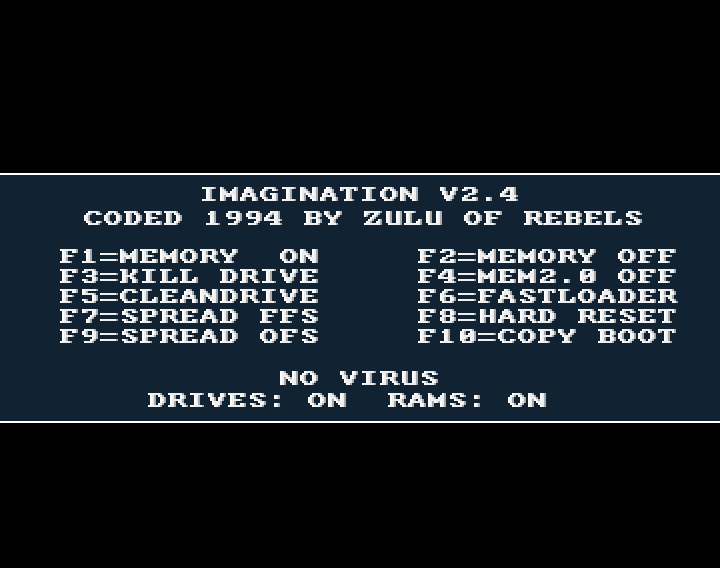 IMAGINATION V2.4
CODED 1994 BY ZULU OF REBELS
F1=MEMORY  ON F2=MEMORY OFF
F3=KILL DRIVE F4=MEM2.0 OFF
F5=CLEANDRIVE F6=FASTLOADER
F7=SPREAD FFS F8=HARD RESET
F9=SPREAD OFS F10=COPY BOOT
NO VIRUS
DRIVES: ON  RAMS: ON